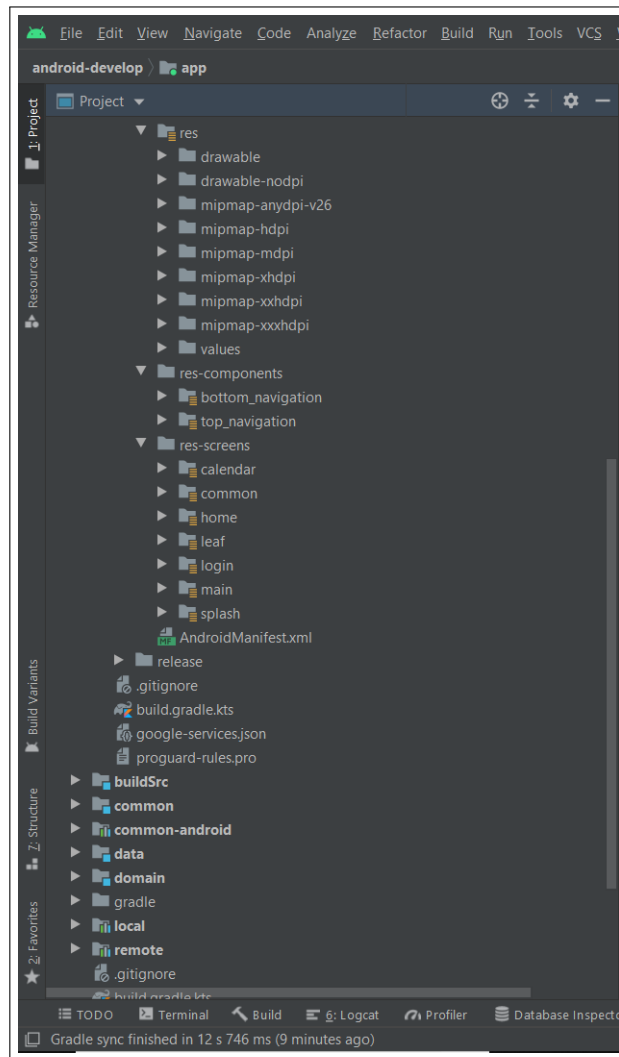 File Edit View Navigate Code Analyze Refactor Build Run Tools VCS
android-develop app
Project
1: Project
Resource Manager
Build Variants
7: Structure
2: Favorites
res
drawable
drawable-nodpi
mipmap-anydpi-v26
mipmap-hdpi
mipmap-mdpi
mipmap-xhdpi
mipmap-xxhdpi
mipmap-xxxhdpi
values
res-components
bottom_navigation
top_navigation
res-screens
calendar
common
home
leaf
login
main
splash
AndroidManifest.xml
release
.gitignore
build.gradle.kts
google-services.json
proguard-rules.pro
buildSrc
common
common-android
data
domain
gradle
local
remote
.gitignore
build.gradle.kts
TODO Terminal Build 6: Logcat Profiler Database Inspecto
Gradle sync finished in 12 s 746 ms (9 minutes ago)